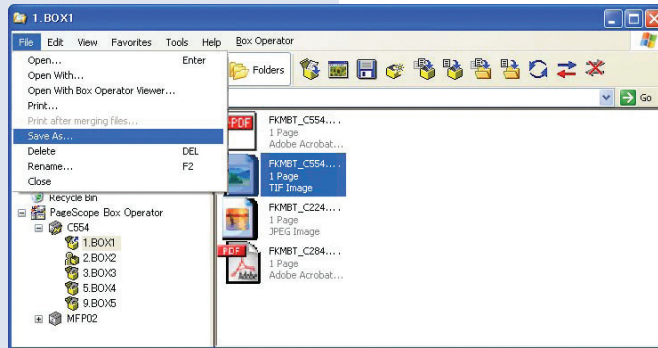 1.BOX1
File Edit View Favorites Tools Help Box Operator
Open... Enter
Open With...
Open With Box Operator Viewer...
Print...
Print after merging files...
Save As...
Delete DEL
Rename... F2
Close
Folders
Go
Recycle Bin
PageScope Box Operator
C554
1.BOX1
2.BOX2
3.BOX3
5.BOX4
9.BOX5
MFP02
PDF
FKMBT_C554....
1 Page
Adobe Acrobat...
FKMBT_C554....
1 Page
TIF Image
FKMBT_C224....
1 Page
JPEG Image
PDF
Adobe
FKMBT_C284....
1 Page
Adobe Acrobat...